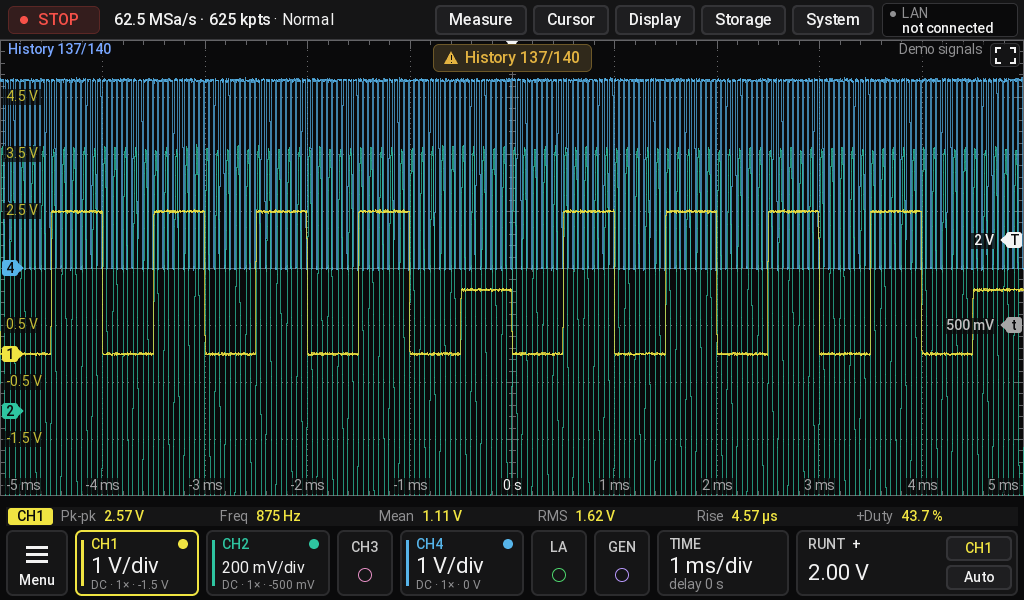 STOP
62.5 MSa/s · 625 kpts · Normal
Measure
Cursor
Display
Storage
System
LAN
not connected
History 137/140
History 137/140
Demo signals
4.5 V
3.5 V
2.5 V
2 V
T
4
0.5 V
500 mV
t
1
-0.5 V
2
-1.5 V
-5 ms
-4 ms
-3 ms
-2 ms
-1 ms
0 s
1 ms
2 ms
3 ms
4 ms
5 ms
CH1 Pk-pk 2.57 V Freq 875 Hz Mean 1.11 V RMS 1.62 V Rise 4.57 µs +Duty 43.7 %
Menu
CH1
1 V/div
DC · 1× · -1.5 V
CH2
200 mV/div
DC · 1× · -500 mV
CH3
CH4
1 V/div
DC · 1× · 0 V
LA
GEN
TIME
1 ms/div
delay 0 s
RUNT +
2.00 V
CH1
Auto